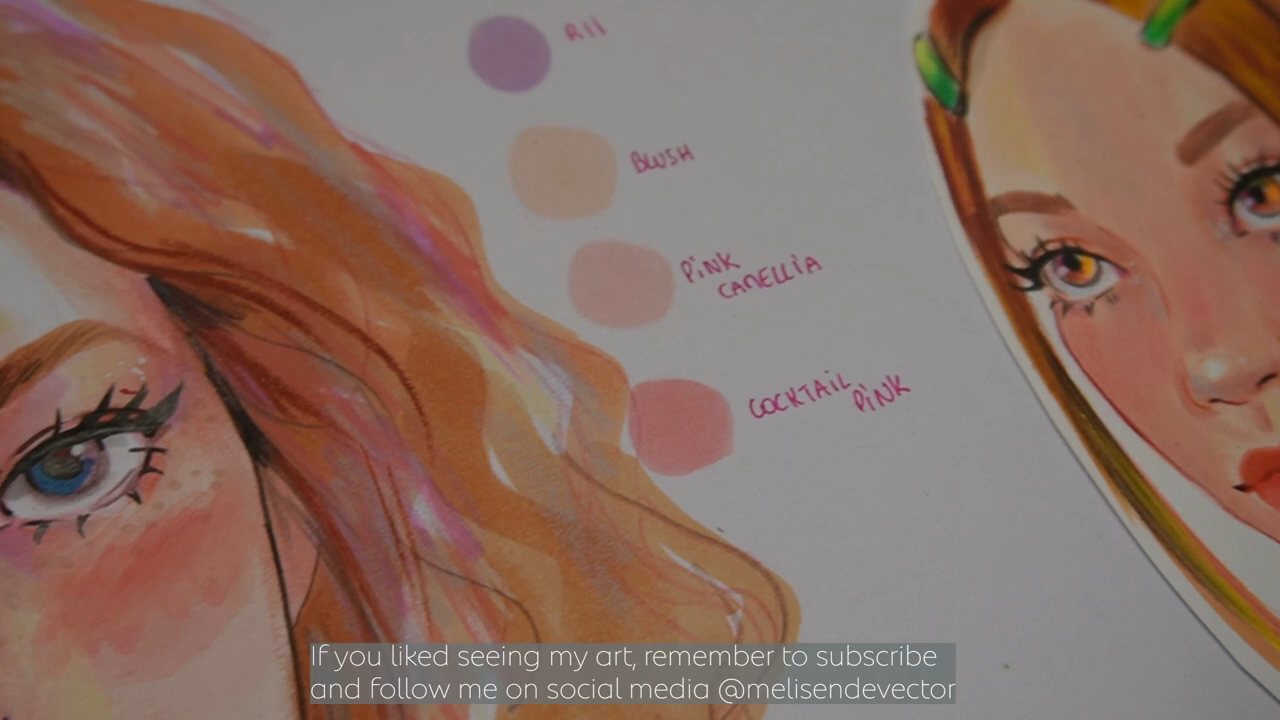 R11
BLUSH
PiNK
CAMELLiA
COCKTAiL
PiNK
If you liked seeing my art, remember to subscribe
and follow me on social media @melisendevector